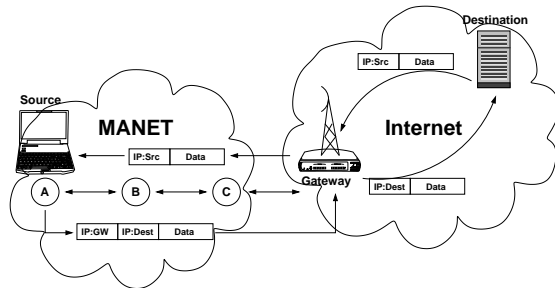 Destination
IP:Src Data
Source
MANET
Internet
IP:Src Data
Gateway
A B C
IP:Dest Data
IP:GW IP:Dest Data